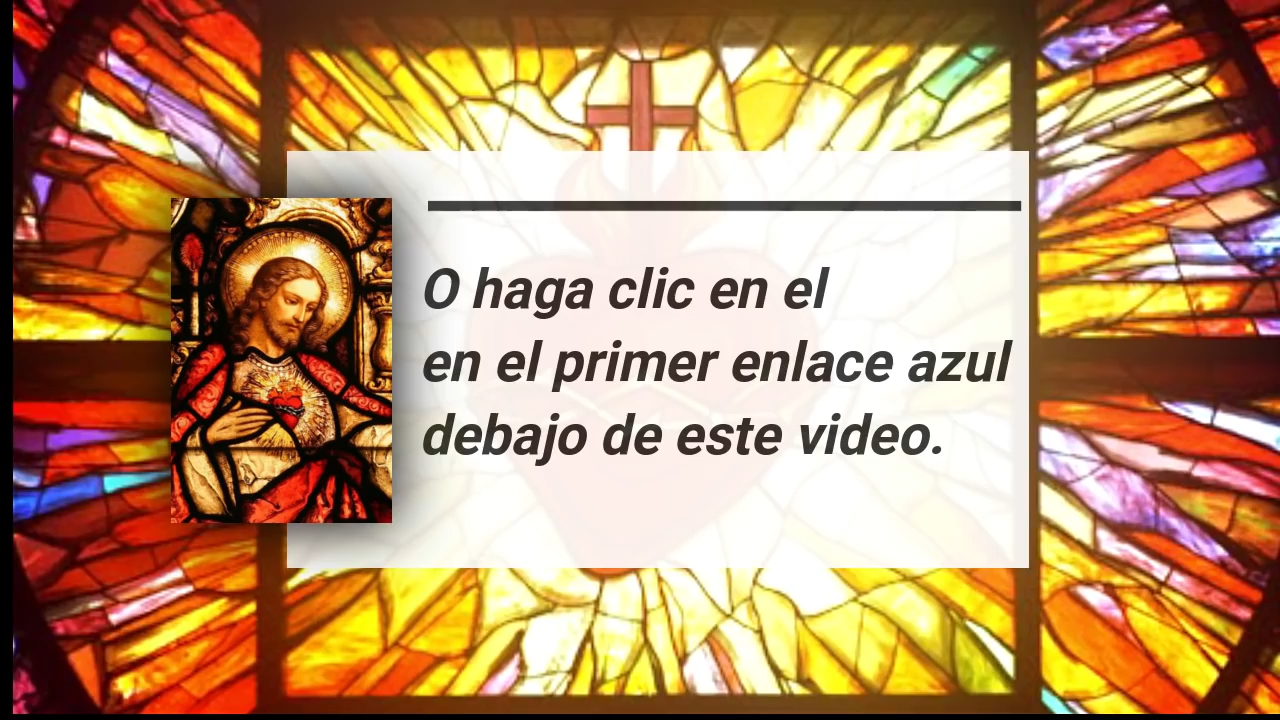 O haga clic en el
en el primer enlace azul
debajo de este video.